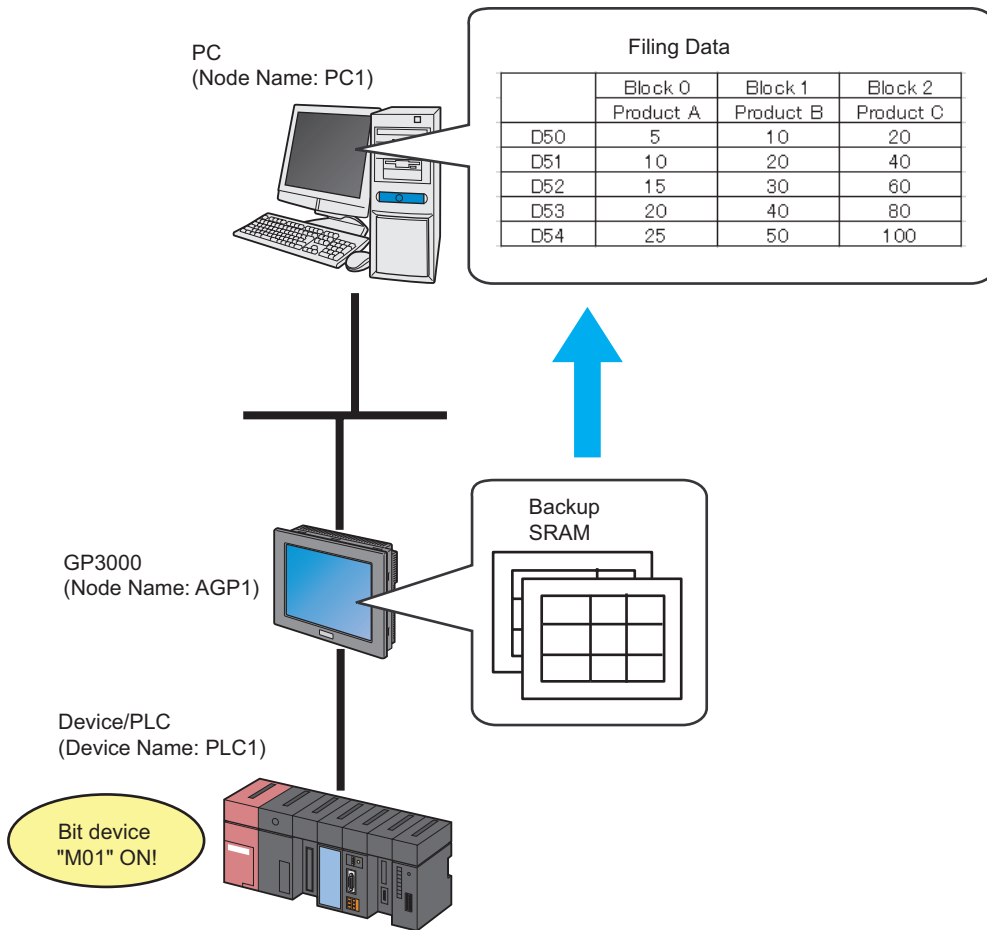 PC
(Node Name: PC1)
Filing Data
Block 0 Block 1 Block 2
Product A Product B Product C
D50 5 10 20
D51 10 20 40
D52 15 30 60
D53 20 40 80
D54 25 50 100
Backup
SRAM
GP3000
(Node Name: AGP1)
Device/PLC
(Device Name: PLC1)
Bit device
"M01" ON!